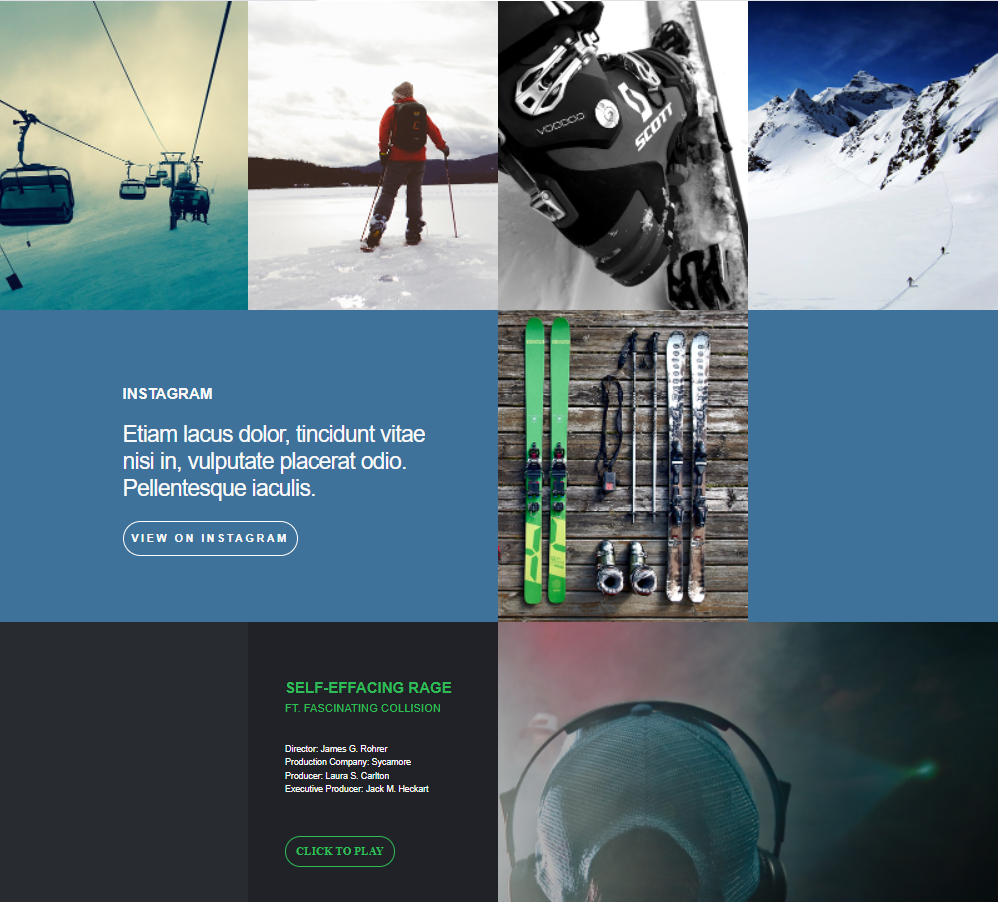 VOODOO
SCOTT
INSTAGRAM
Etiam lacus dolor, tincidunt vitae
nisi in, vulputate placerat odio.
Pellentesque iaculis.
VIEW ON INSTAGRAM
SELF-EFFACING RAGE
FT. FASCINATING COLLISION
Director: James G. Rohrer
Production Company: Sycamore
Producer: Laura S. Carlton
Executive Producer: Jack M. Heckart
CLICK TO PLAY